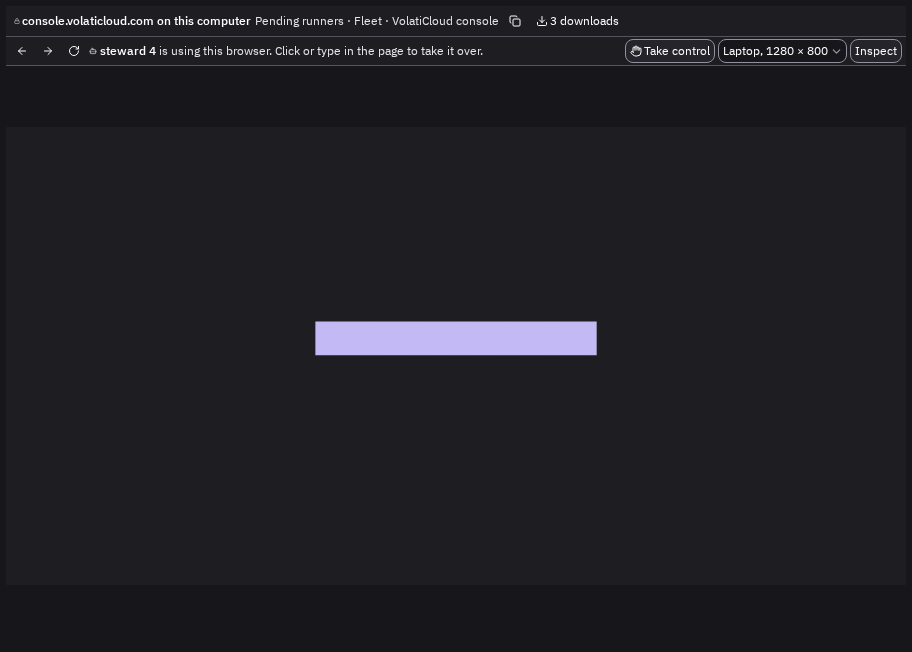 console.volaticloud.com on this computer Pending runners · Fleet · VolatiCloud console 3 downloads
steward 4 is using this browser. Click or type in the page to take it over. Take control Laptop, 1280 × 800 Inspect